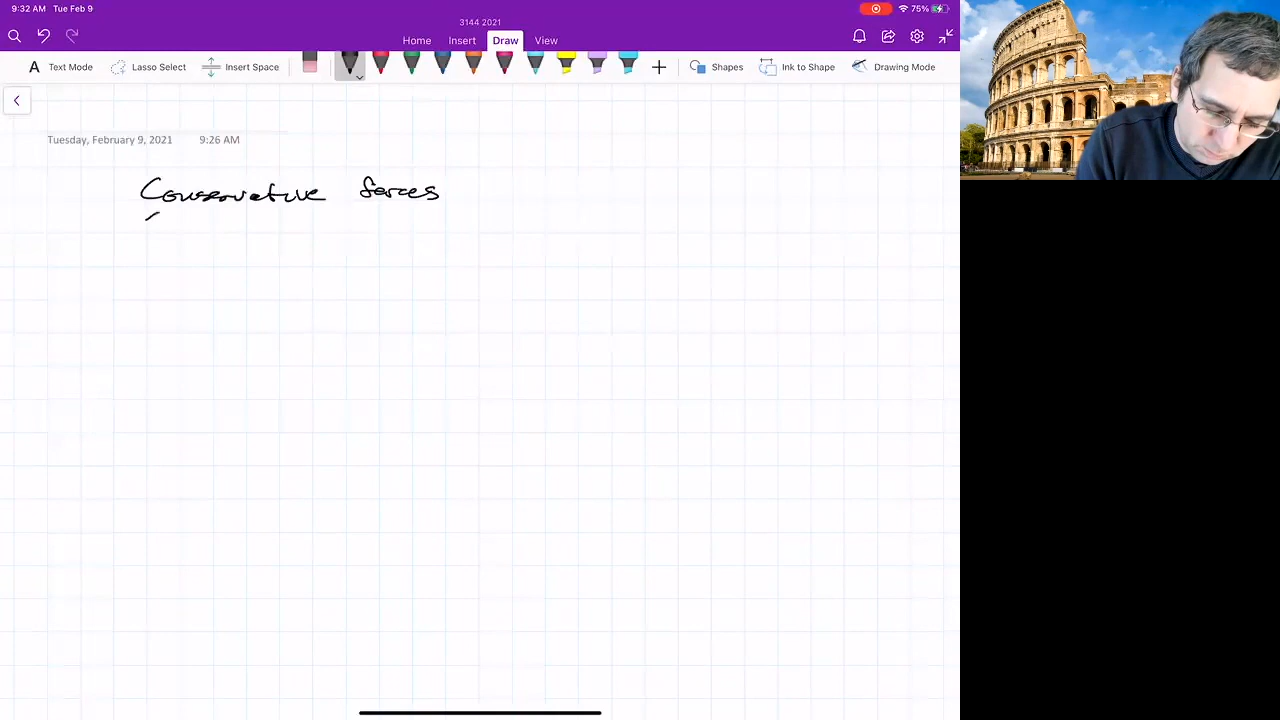 9:32 AM Tue Feb 9
75%
3144 2021
Home Insert Draw View
Text Mode Lasso Select Insert Space Shapes Ink to Shape Drawing Mode
Tuesday, February 9, 2021 9:26 AM
Conservative forces